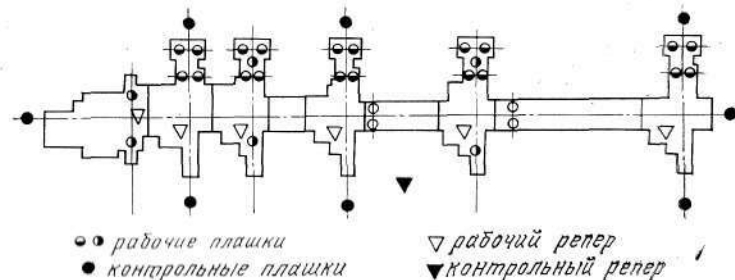 рабочие плашки
контрольные плашки
рабочий репер
контрольный репер